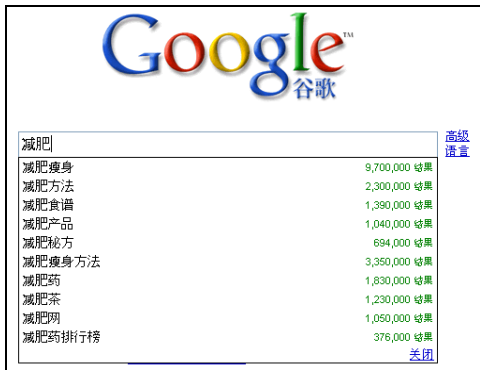 Google™
谷歌
减肥
高级
语言
减肥瘦身 9,700,000 结果
减肥方法 2,300,000 结果
减肥食谱 1,390,000 结果
减肥产品 1,040,000 结果
减肥秘方 694,000 结果
减肥瘦身方法 3,350,000 结果
减肥药 1,830,000 结果
减肥茶 1,230,000 结果
减肥网 1,050,000 结果
减肥药排行榜 376,000 结果
关闭